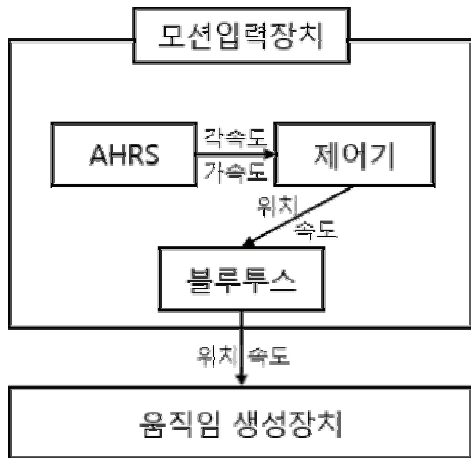 모션입력장치
각속도
AHRS
제어기
가속도
위치
속도
블루투스
위치 속도
움직임 생성장치